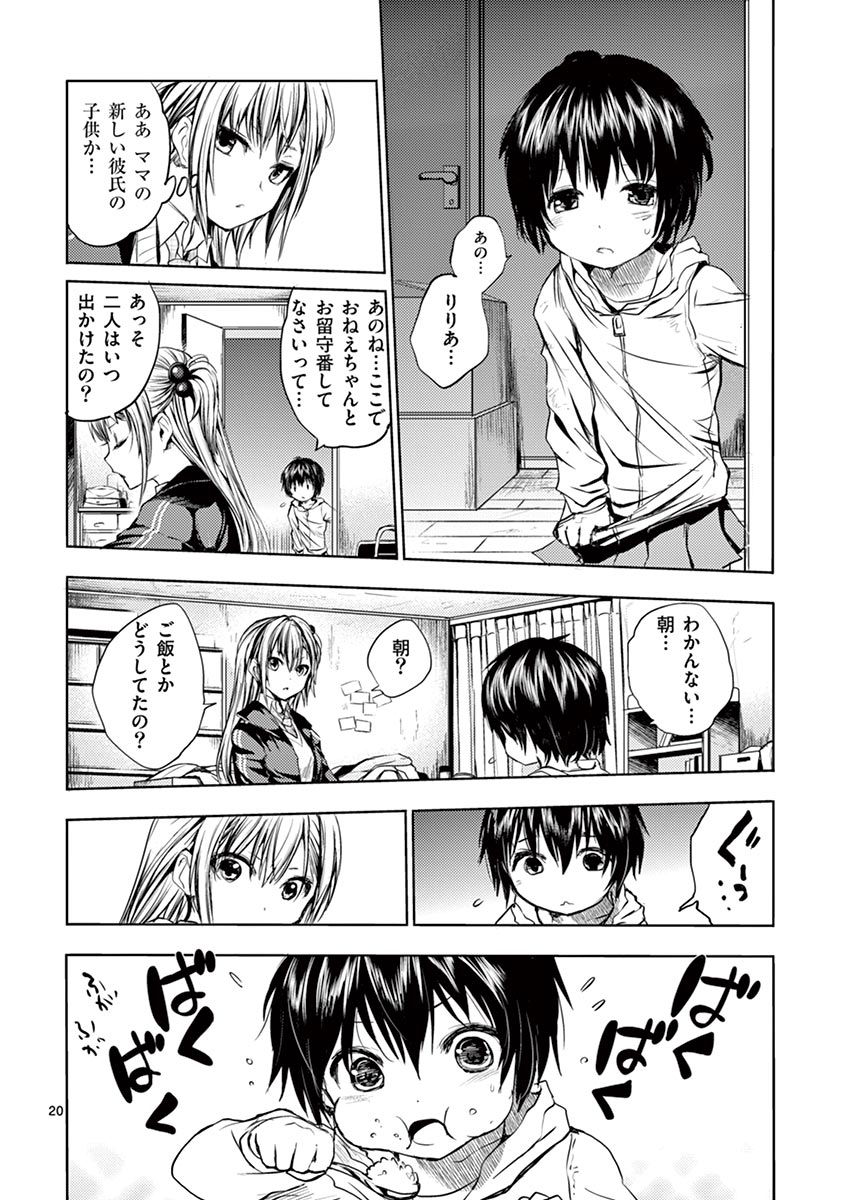 あの…
りりあ…
ああ ママの
新しい彼氏の
子供か…
あのね…ここで
おねえちゃんと
お留守番して
なさいって…
あっそ
二人はいつ
出かけたの？
わかんない…
朝…
朝？
ご飯とか
どうしてたの？
ぐーっ
ばくばく
ばくばく
ふがふがっ
20